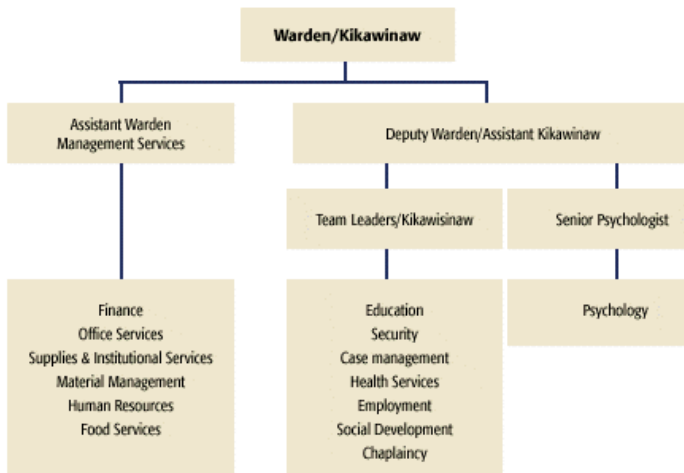 Warden/Kikawinaw
Assistant Warden
Management Services
Deputy Warden/Assistant Kikawinaw
Team Leaders/Kikawisinaw
Senior Psychologist
Finance
Office Services
Supplies & Institutional Services
Material Management
Human Resources
Food Services
Education
Security
Case management
Health Services
Employment
Social Development
Chaplaincy
Psychology